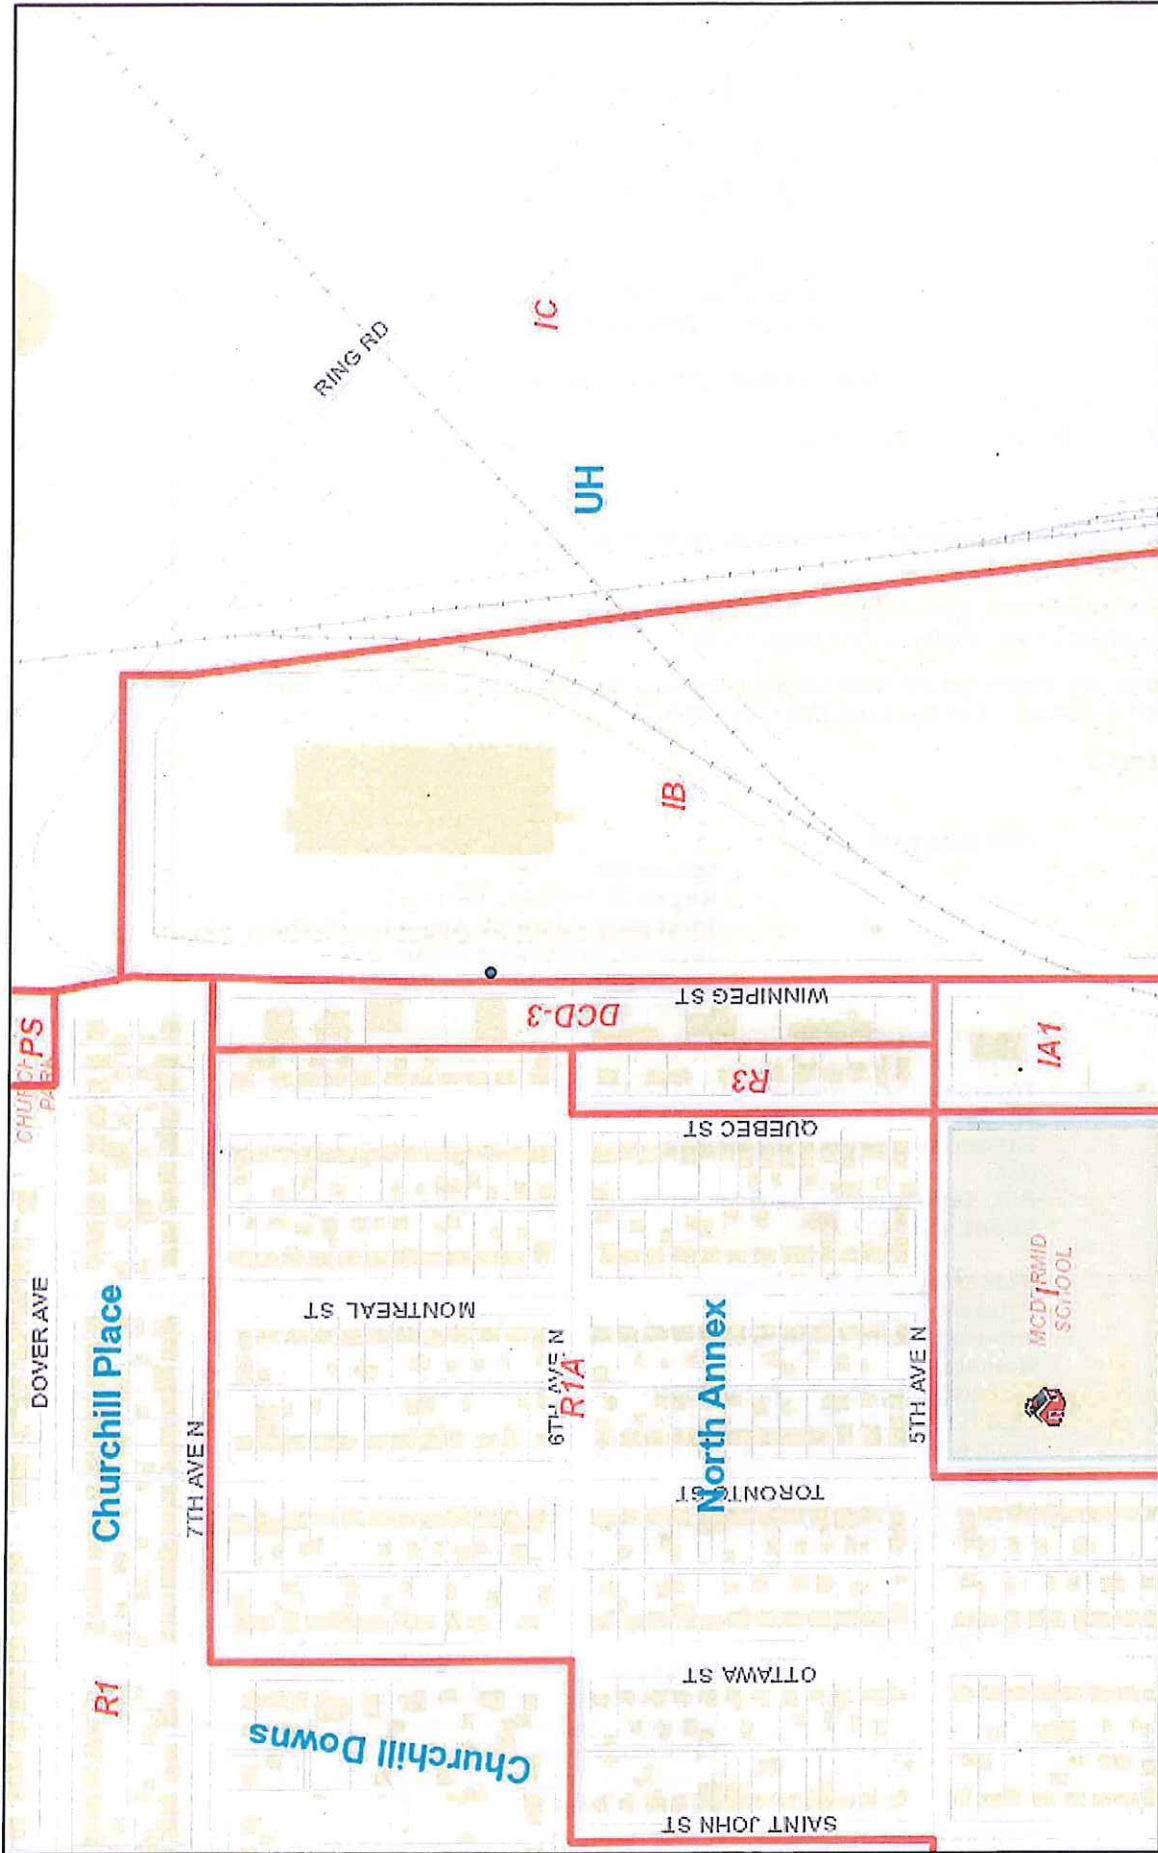 RING RD
IC
UH
IB
WINNIPEG ST
DCD-3
R3
QUEBEC ST
IA1
PS
PARK
DOVER AVE
Churchill Place
7TH AVE N
MONTREAL ST
6TH AVE N
R1A
North Annex
5TH AVE N
MCDERMID
SCHOOL
I
TORONTO ST
R1
Churchill Downs
OTTAWA ST
SAINT JOHN ST